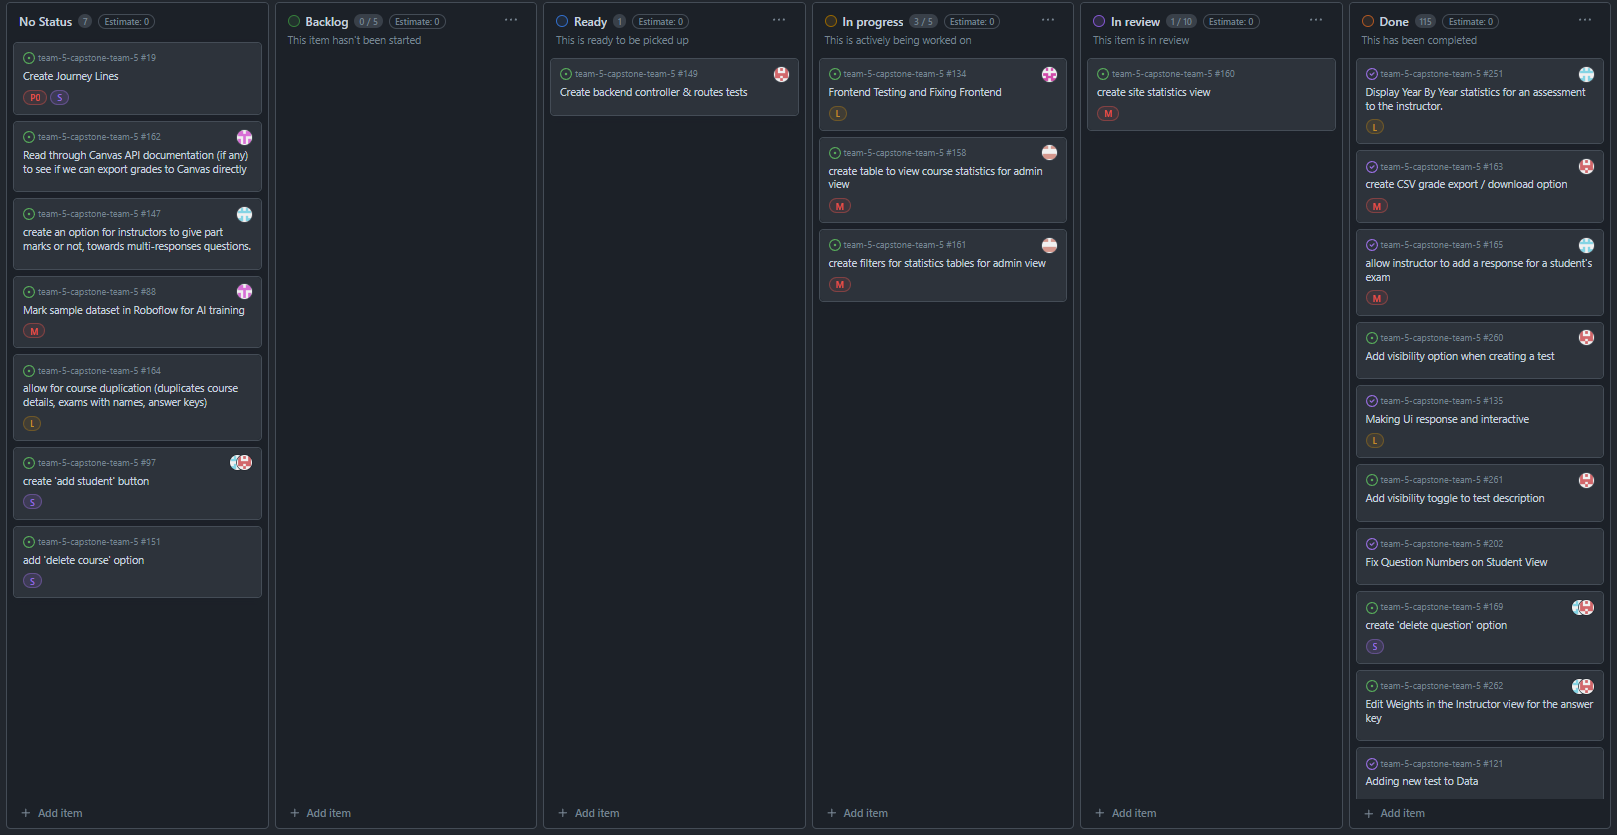 No Status 7 Estimate: 0
team-5-capstone-team-5 #19
Create Journey Lines
P0 S
team-5-capstone-team-5 #162
Read through Canvas API documentation (if any)
to see if we can export grades to Canvas directly
team-5-capstone-team-5 #147
create an option for instructors to give part
marks or not, towards multi-responses questions.
team-5-capstone-team-5 #88
Mark sample dataset in Roboflow for AI training
M
team-5-capstone-team-5 #164
allow for course duplication (duplicates course
details, exams with names, answer keys)
L
team-5-capstone-team-5 #97
create 'add student' button
S
team-5-capstone-team-5 #151
add 'delete course' option
S
+ Add item
Backlog 0 / 5 Estimate: 0
This item hasn't been started
+ Add item
Ready 1 Estimate: 0
This is ready to be picked up
team-5-capstone-team-5 #149
Create backend controller & routes tests
+ Add item
In progress 3 / 5 Estimate: 0
This is actively being worked on
team-5-capstone-team-5 #134
Frontend Testing and Fixing Frontend
L
team-5-capstone-team-5 #158
create table to view course statistics for admin
view
M
team-5-capstone-team-5 #161
create filters for statistics tables for admin view
M
+ Add item
In review 1 / 10 Estimate: 0
This item is in review
team-5-capstone-team-5 #160
create site statistics view
M
+ Add item
Done 115 Estimate: 0
This has been completed
team-5-capstone-team-5 #251
Display Year By Year statistics for an assessment
to the instructor.
L
team-5-capstone-team-5 #163
create CSV grade export / download option
M
team-5-capstone-team-5 #165
allow instructor to add a response for a student's
exam
M
team-5-capstone-team-5 #260
Add visibility option when creating a test
team-5-capstone-team-5 #135
Making Ui response and interactive
L
team-5-capstone-team-5 #261
Add visibility toggle to test description
team-5-capstone-team-5 #202
Fix Question Numbers on Student View
team-5-capstone-team-5 #169
create 'delete question' option
S
team-5-capstone-team-5 #262
Edit Weights in the Instructor view for the answer
key
team-5-capstone-team-5 #121
Adding new test to Data
+ Add item